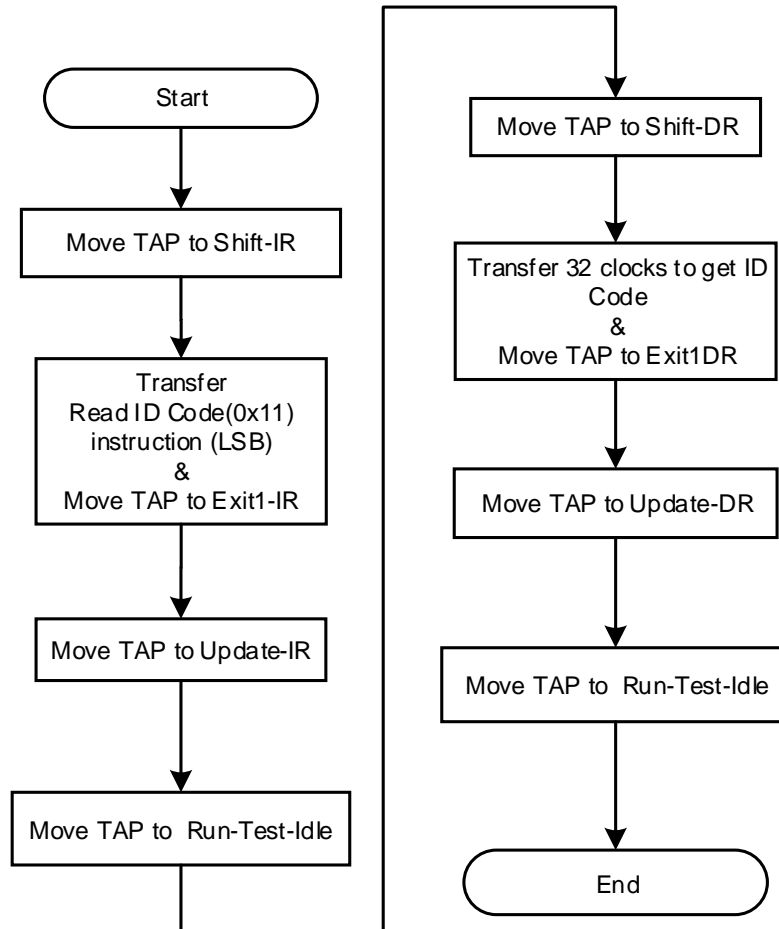 Start
Move TAP to Shift-IR
Transfer
Read ID Code(0x11)
instruction (LSB)
&
Move TAP to Exit1-IR
Move TAP to Update-IR
Move TAP to Run-Test-Idle
Move TAP to Shift-DR
Transfer 32 clocks to get ID
Code
&
Move TAP to Exit1DR
Move TAP to Update-DR
Move TAP to Run-Test-Idle
End